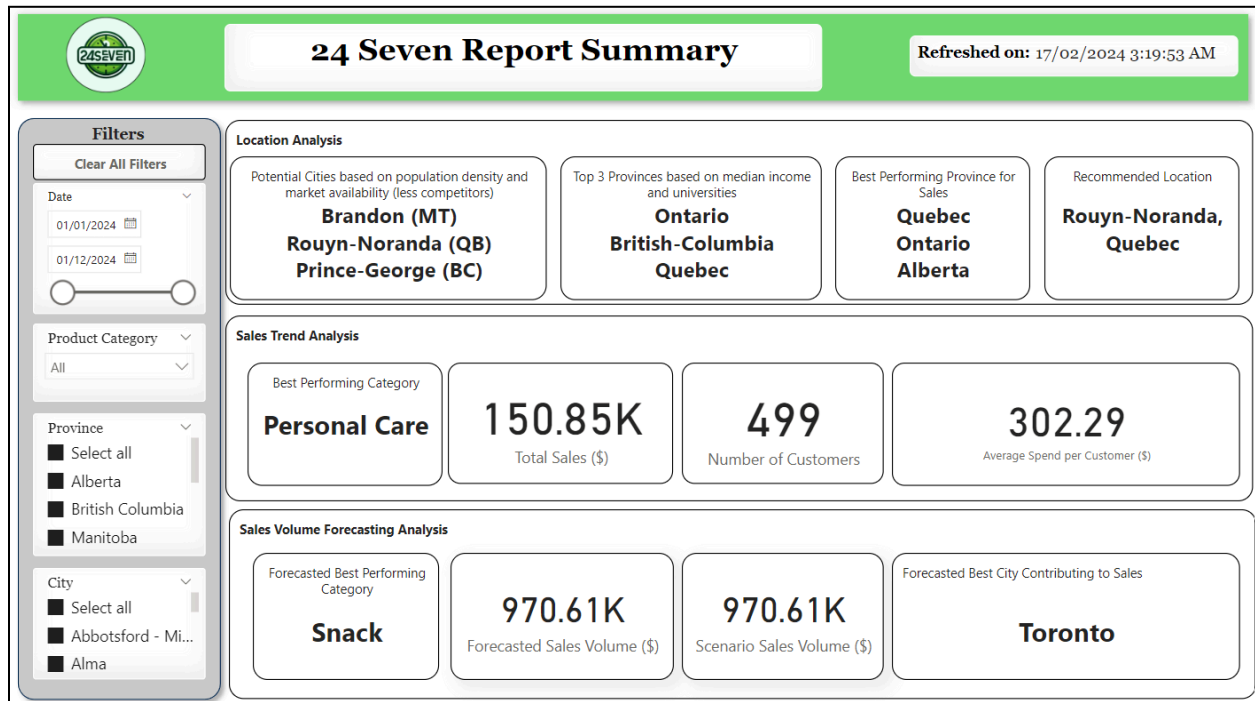 24SEVEN
24 Seven Report Summary
Refreshed on: 17/02/2024 3:19:53 AM
Filters
Clear All Filters
Date
01/01/2024
01/12/2024
Product Category
All
Province
Select all
Alberta
British Columbia
Manitoba
City
Select all
Abbotsford - Mi...
Alma
Location Analysis
Potential Cities based on population density and
market availability (less competitors)
Brandon (MT)
Rouyn-Noranda (QB)
Prince-George (BC)
Top 3 Provinces based on median income
and universities
Ontario
British-Columbia
Quebec
Best Performing Province for
Sales
Quebec
Ontario
Alberta
Recommended Location
Rouyn-Noranda,
Quebec
Sales Trend Analysis
Best Performing Category
Personal Care
150.85K
Total Sales ($)
499
Number of Customers
302.29
Average Spend per Customer ($)
Sales Volume Forecasting Analysis
Forecasted Best Performing
Category
Snack
970.61K
Forecasted Sales Volume ($)
970.61K
Scenario Sales Volume ($)
Forecasted Best City Contributing to Sales
Toronto